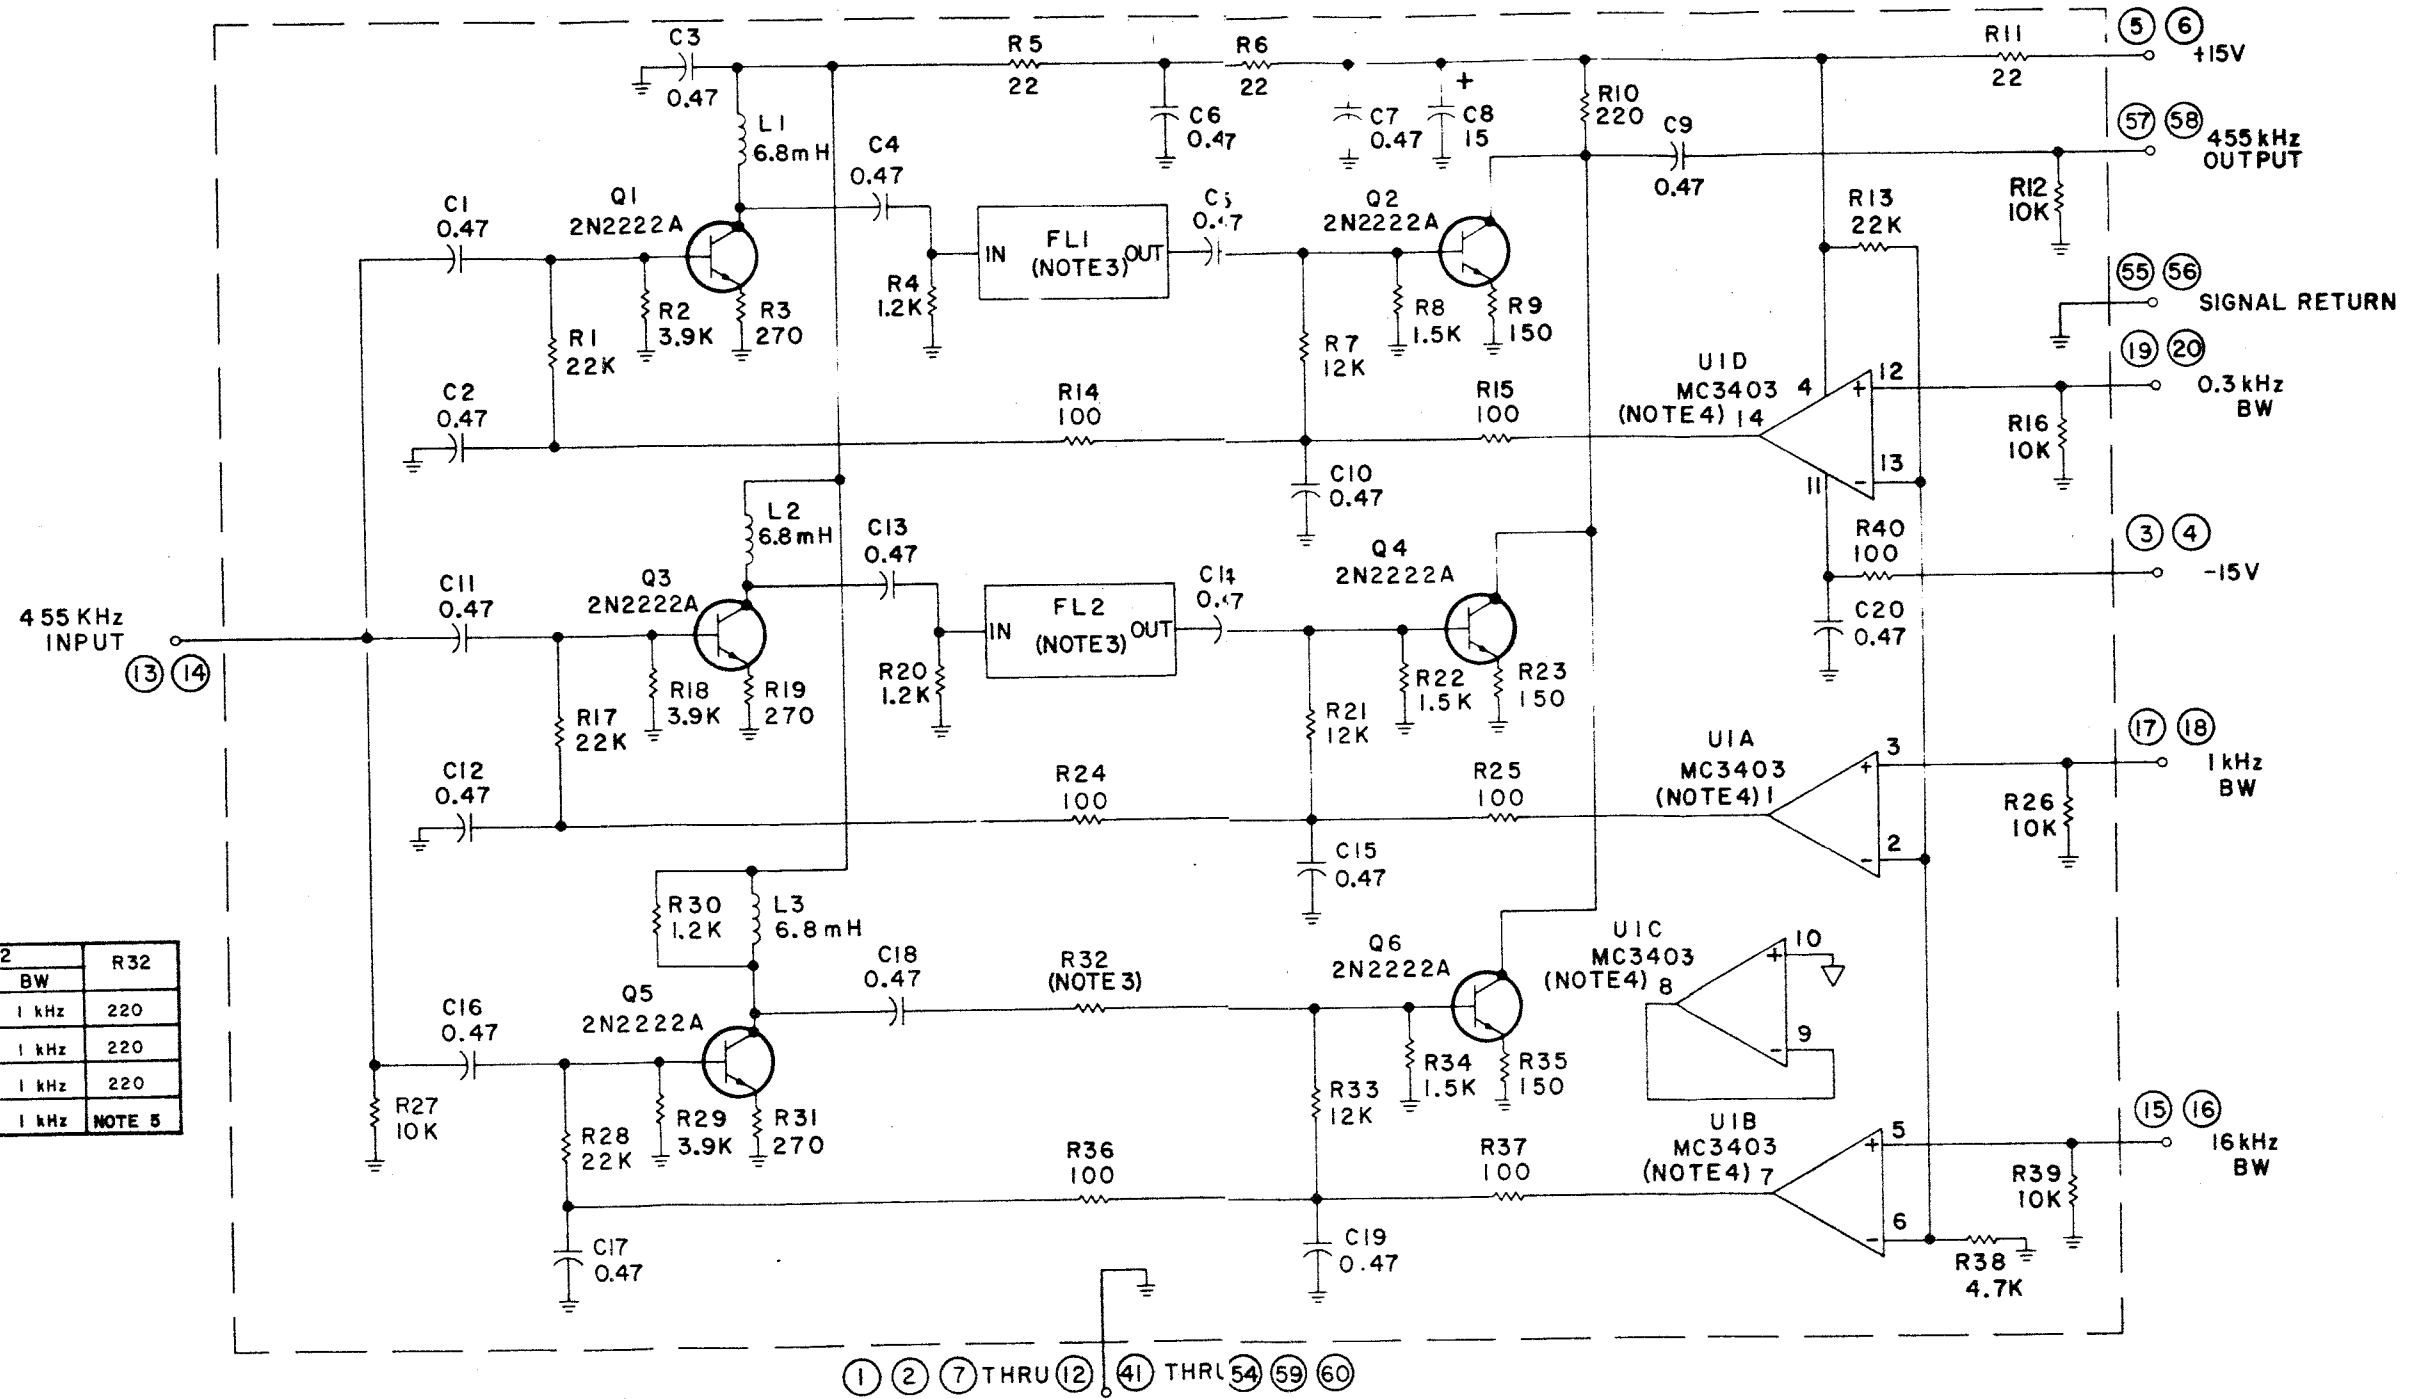 C3
0.47
R5
22
R6
22
R11
22
5 6
+15V
L1
6.8mH
C4
0.47
C6
0.47
C7
0.47
+
C8
15
R10
220
C9
0.47
57 58
455kHz
OUTPUT
R12
10K
C1
0.47
Q1
2N2222A
R4
1.2K
IN
FL1
(NOTE3)
OUT
Q2
2N2222A
R13
22K
55 56
SIGNAL RETURN
R1
22K
R2
3.9K
R3
270
R7
12K
R8
1.5K
R9
150
U1D
MC3403
(NOTE4) 14
4
12
+
13
-
11
19 20
0.3kHz
BW
R16
10K
C2
0.47
R14
100
R15
100
C10
0.47
L2
6.8mH
C13
0.47
Q4
2N2222A
R40
100
3 4
-15V
C20
0.47
455KHz
INPUT
13 14
C11
0.47
Q3
2N2222A
IN
FL2
(NOTE3)
OUT
C14
R20
1.2K
R17
22K
R18
3.9K
R19
270
R21
12K
R22
1.5K
R23
150
C12
0.47
R24
100
R25
100
C15
0.47
U1A
MC3403
(NOTE4) 1
3
+
2
-
17 18
1kHz
BW
R26
10K
R30
1.2K
L3
6.8mH
C18
0.47
R32
(NOTE3)
Q6
2N2222A
U1C
MC3403
(NOTE4)
8
10
+
9
-
2
R32
BW
1 kHz 220
1 kHz 220
1 kHz 220
1 kHz NOTE 5
C16
0.47
Q5
2N2222A
R27
10K
R28
22K
R29
3.9K
R31
270
R33
12K
R34
1.5K
R35
150
R36
100
R37
100
U1B
MC3403
(NOTE4) 7
5
+
6
-
15 16
16kHz
BW
R39
10K
C17
0.47
C19
0.47
R38
4.7K
1 2 7 THRU 12 41 THRU 54 59 60